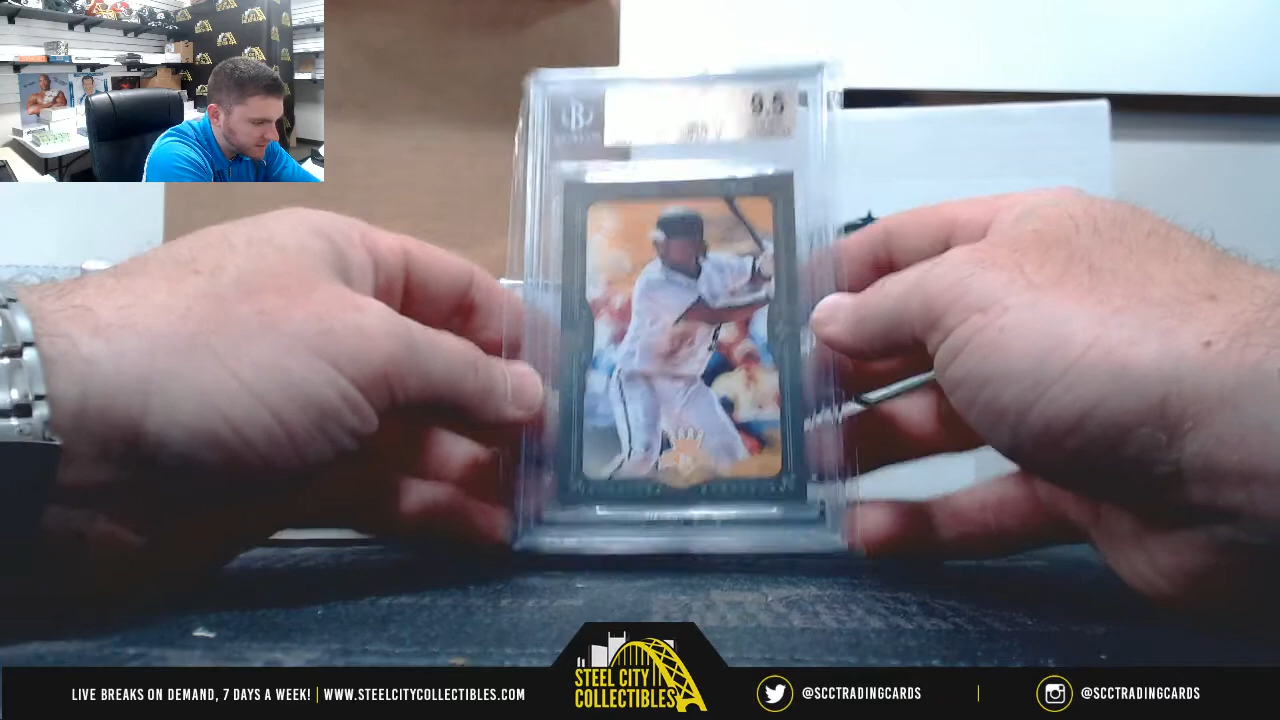 9.5
STEEL CITY
COLLECTIBLES
LIVE BREAKS ON DEMAND, 7 DAYS A WEEK! | WWW.STEELCITYCOLLECTIBLES.COM
@SCCTRADINGCARDS | @SCCTRADINGCARDS